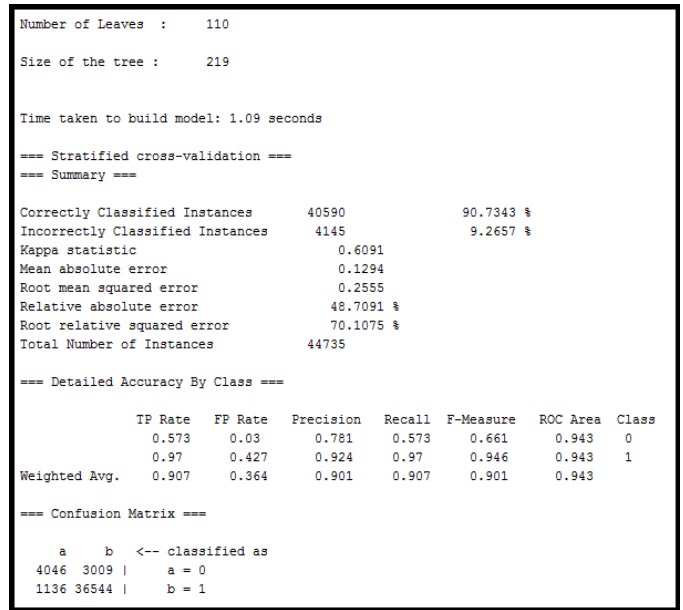 Number of Leaves : 110
Size of the tree : 219
Time taken to build model: 1.09 seconds
=== Stratified cross-validation ===
=== Summary ===
Correctly Classified Instances 40590 90.7343 %
Incorrectly Classified Instances 4145 9.2657 %
Kappa statistic 0.6091
Mean absolute error 0.1294
Root mean squared error 0.2555
Relative absolute error 48.7091 %
Root relative squared error 70.1075 %
Total Number of Instances 44735
=== Detailed Accuracy By Class ===
TP Rate FP Rate Precision Recall F-Measure ROC Area Class
0.573 0.03 0.781 0.573 0.661 0.943 0
0.97 0.427 0.924 0.97 0.946 0.943 1
Weighted Avg. 0.907 0.364 0.901 0.907 0.901 0.943
=== Confusion Matrix ===
a b <-- classified as
4046 3009 | a = 0
1136 36544 | b = 1